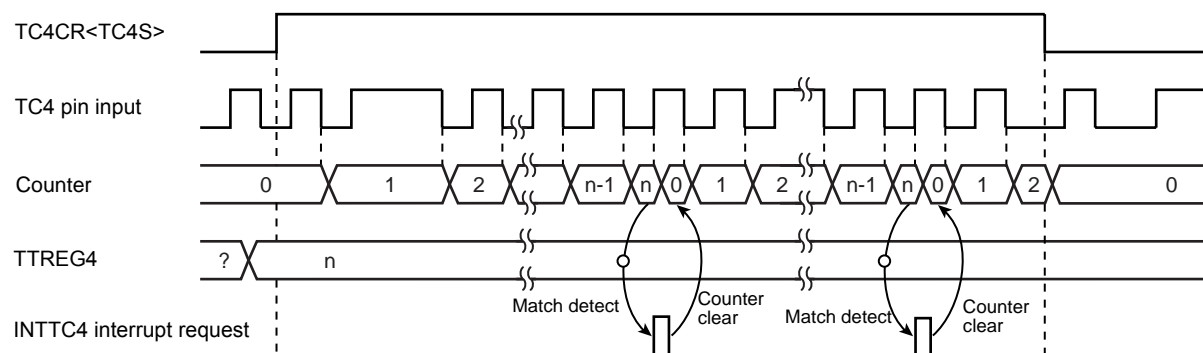 TC4CR<TC4S>
TC4 pin input
Counter
0 1 2 n-1 n 0 1 2 n-1 n 0 1 2 0
TTREG4
? n
Match detect Counter clear Match detect Counter clear
INTTC4 interrupt request